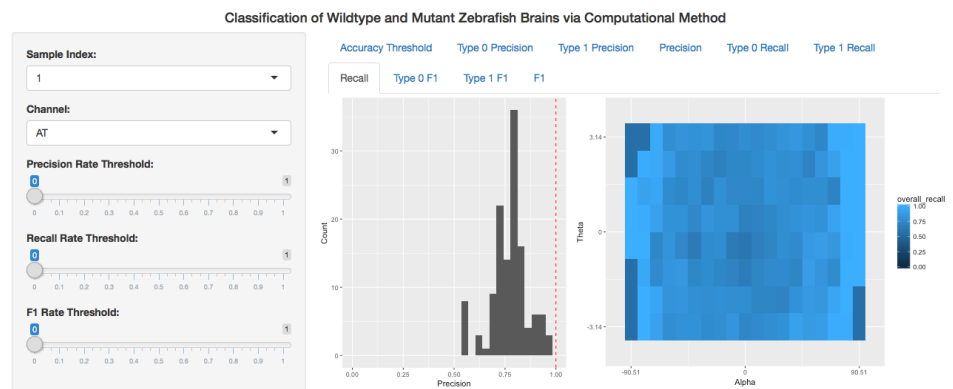 Classification of Wildtype and Mutant Zebrafish Brains via Computational Method
Sample Index:
1
Channel:
AT
Precision Rate Threshold:
0 1
0 0.1 0.2 0.3 0.4 0.5 0.6 0.7 0.8 0.9 1
Recall Rate Threshold:
0 1
0 0.1 0.2 0.3 0.4 0.5 0.6 0.7 0.8 0.9 1
F1 Rate Threshold:
0 1
0 0.1 0.2 0.3 0.4 0.5 0.6 0.7 0.8 0.9 1
Accuracy Threshold Type 0 Precision Type 1 Precision Precision Type 0 Recall Type 1 Recall
Recall Type 0 F1 Type 1 F1 F1
Count
30
20
10
0
0.00 0.25 0.50 0.75 1.00
Precision
Theta
3.14
0
-3.14
-90.51 0 90.51
Alpha
overall_recall
1.00
0.75
0.50
0.25
0.00